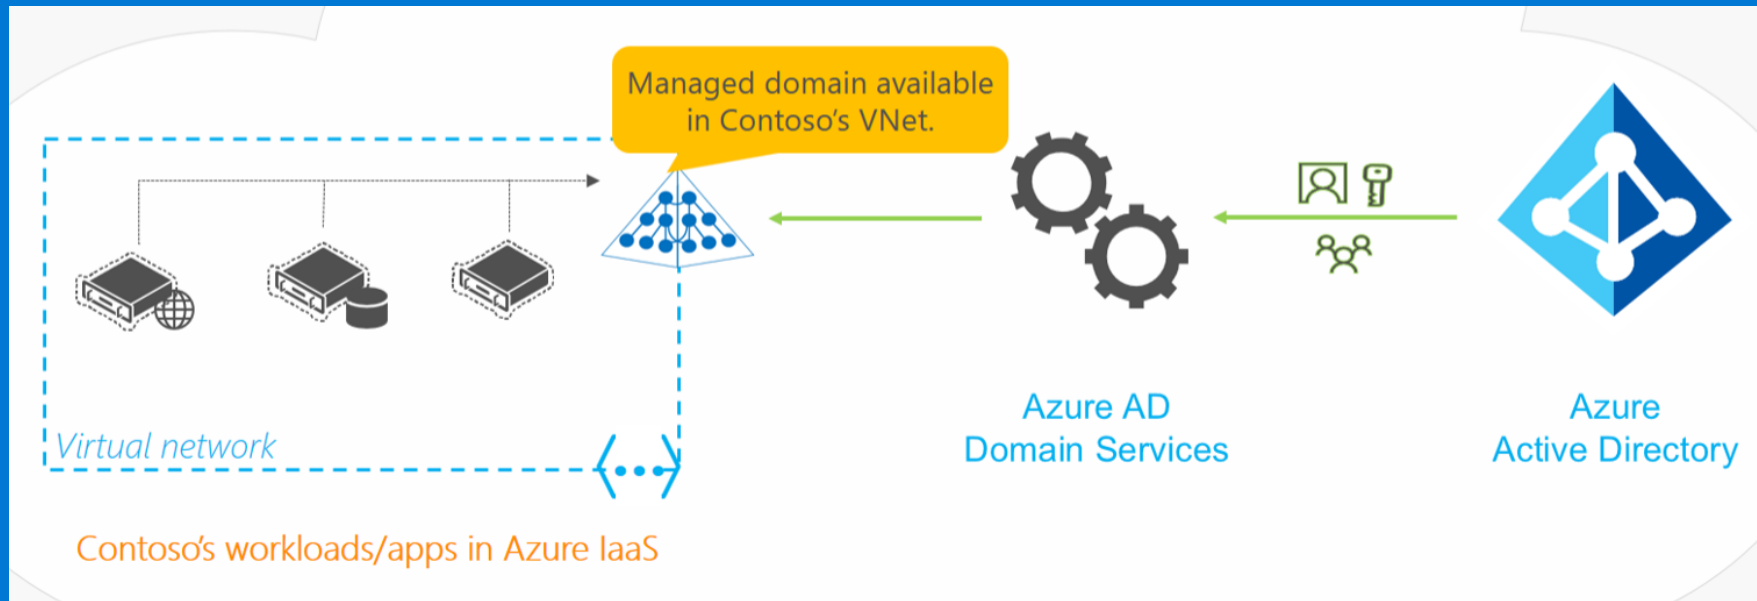 Managed domain available
in Contoso's VNet.
Virtual network
Azure AD
Domain Services
Azure
Active Directory
Contoso's workloads/apps in Azure IaaS